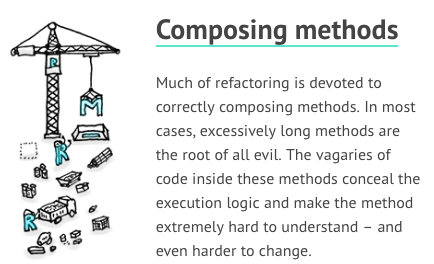 Composing methods
Much of refactoring is devoted to
correctly composing methods. In most
cases, excessively long methods are
the root of all evil. The vagaries of
code inside these methods conceal the
execution logic and make the method
extremely hard to understand – and
even harder to change.
R
M
R
R